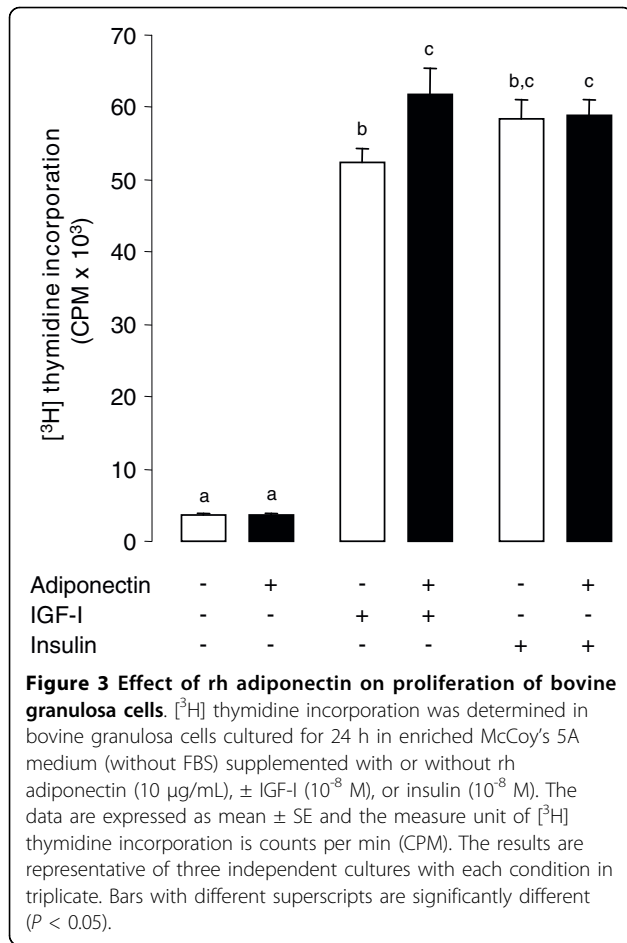 70
60
50
40
30
20
10
0
[³H] thymidine incorporation
(CPM x 10³)
a
a
b
c
b,c
c
Adiponectin - + - + - +
IGF-I - - + + - -
Insulin - - - - + +
Figure 3 Effect of rh adiponectin on proliferation of bovine
granulosa cells. [³H] thymidine incorporation was determined in
bovine granulosa cells cultured for 24 h in enriched McCoy's 5A
medium (without FBS) supplemented with or without rh
adiponectin (10 μg/mL), ± IGF-I (10⁻⁸ M), or insulin (10⁻⁸ M). The
data are expressed as mean ± SE and the measure unit of [³H]
thymidine incorporation is counts per min (CPM). The results are
representative of three independent cultures with each condition in
triplicate. Bars with different superscripts are significantly different
(P < 0.05).